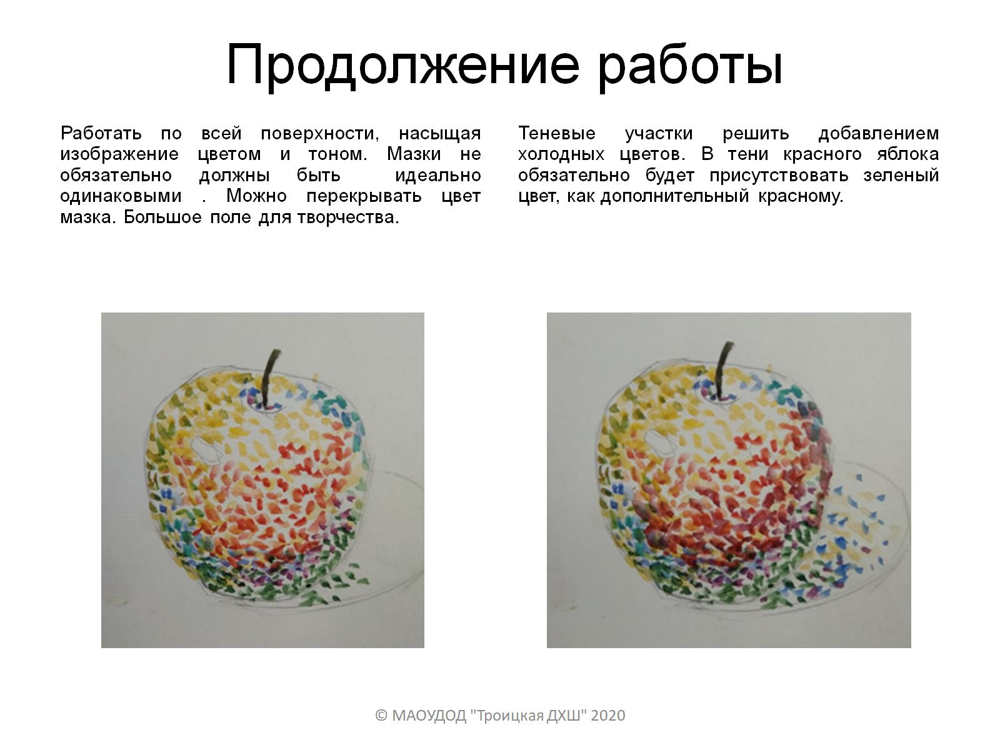 Продолжение работы
Работать по всей поверхности, насыщая
изображение цветом и тоном. Мазки не
обязательно должны быть идеально
одинаковыми . Можно перекрывать цвет
мазка. Большое поле для творчества.
Теневые участки решить добавлением
холодных цветов. В тени красного яблока
обязательно будет присутствовать зеленый
цвет, как дополнительный красному.
© МАОУДОД "Троицкая ДХШ" 2020